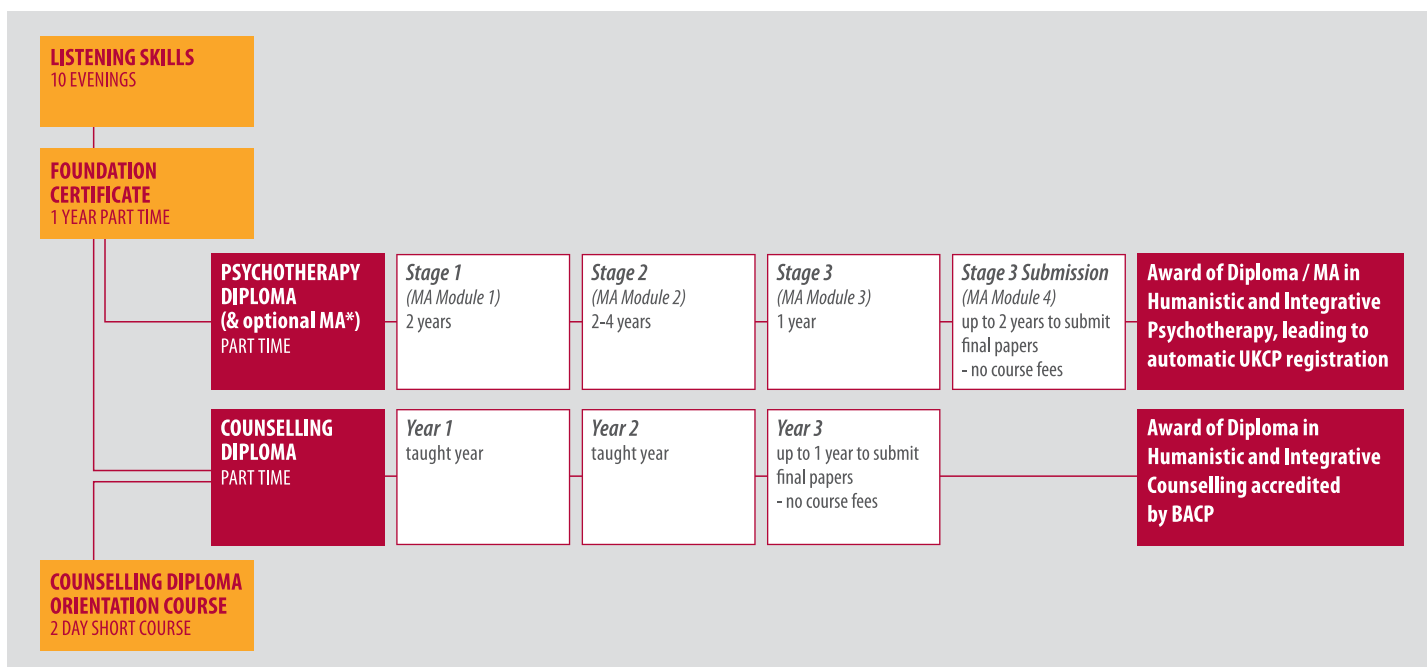 LISTENING SKILLS
10 EVENINGS
FOUNDATION
CERTIFICATE
1 YEAR PART TIME
PSYCHOTHERAPY
DIPLOMA
(& optional MA*)
PART TIME
Stage 1
(MA Module 1)
2 years
Stage 2
(MA Module 2)
2-4 years
Stage 3
(MA Module 3)
1 year
Stage 3 Submission
(MA Module 4)
up to 2 years to submit
final papers
- no course fees
Award of Diploma / MA in
Humanistic and Integrative
Psychotherapy, leading to
automatic UKCP registration
COUNSELLING
DIPLOMA
PART TIME
Year 1
taught year
Year 2
taught year
Year 3
up to 1 year to submit
final papers
- no course fees
Award of Diploma in
Humanistic and Integrative
Counselling accredited
by BACP
COUNSELLING DIPLOMA
ORIENTATION COURSE
2 DAY SHORT COURSE